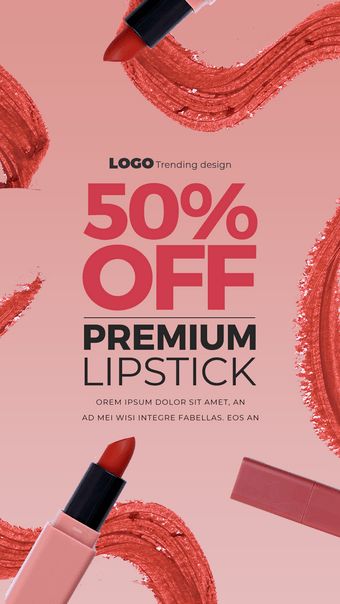 LOGO Trending design
50%
OFF
PREMIUM
LIPSTICK
OREM IPSUM DOLOR SIT AMET, AN
AD MEI WISI INTEGRE FABELLAS. EOS AN